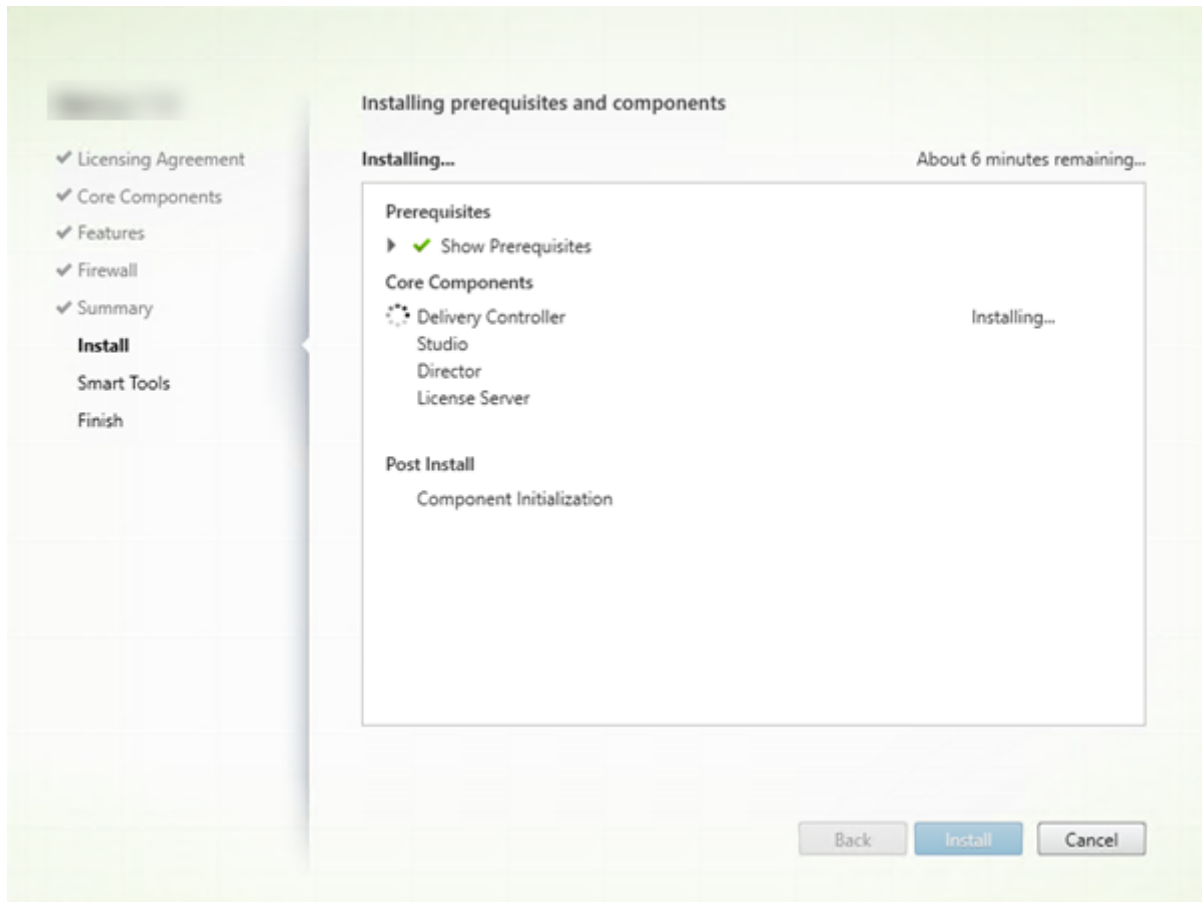 Installing prerequisites and components
Licensing Agreement
Core Components
Features
Firewall
Summary
Install
Smart Tools
Finish
Installing... About 6 minutes remaining...
Prerequisites
Show Prerequisites
Core Components
Delivery Controller Installing...
Studio
Director
License Server
Post Install
Component Initialization
Back Install Cancel